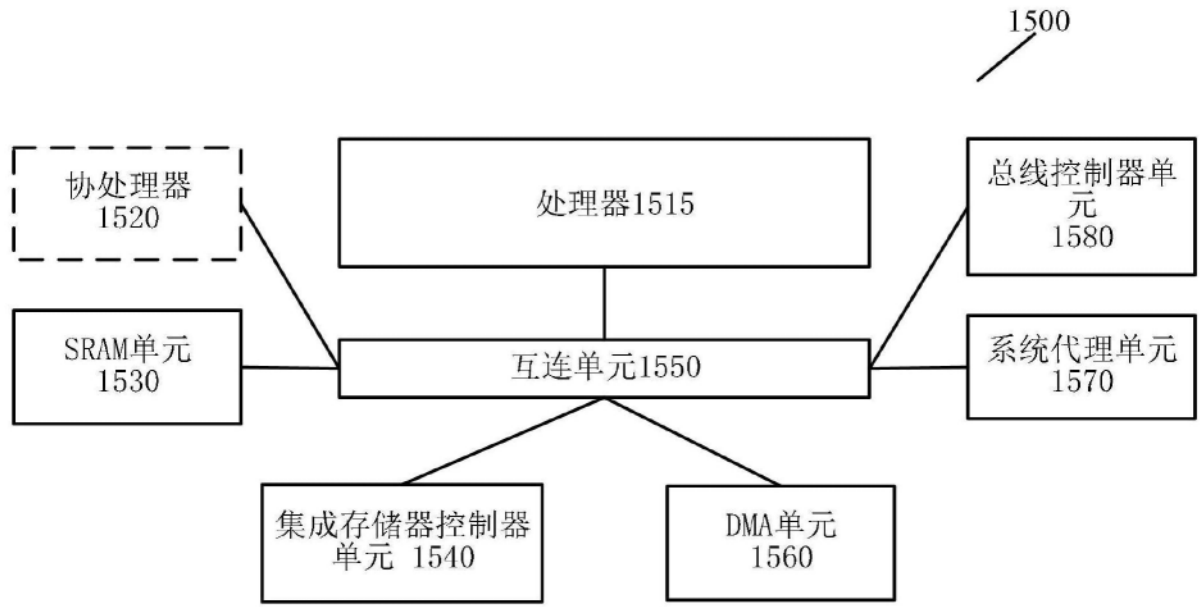 1500
协处理器
1520
处理器1515
总线控制器单
元
1580
SRAM单元
1530
互连单元1550
系统代理单元
1570
集成存储器控制器
单元 1540
DMA单元
1560